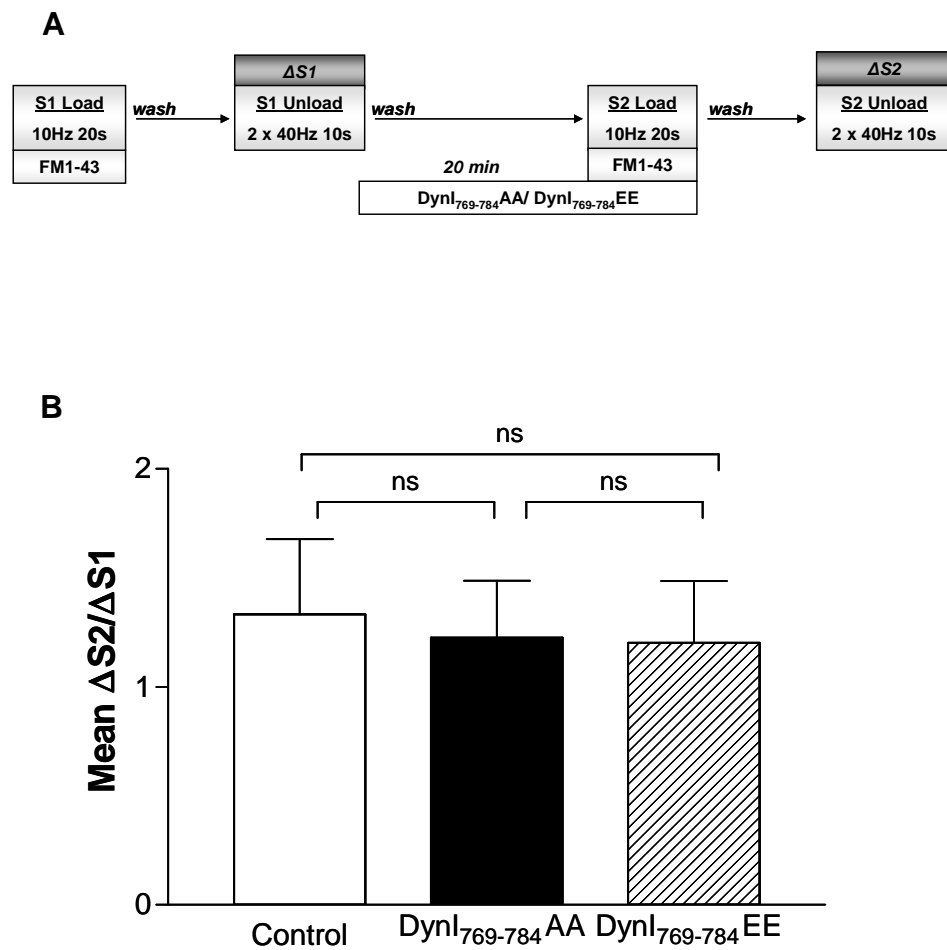 A
ΔS1
ΔS2
S1 Load
10Hz 20s
FM1-43
wash
S1 Unload
2 x 40Hz 10s
wash
20 min
S2 Load
10Hz 20s
FM1-43
DynI769-784AA/ DynI769-784EE
wash
S2 Unload
2 x 40Hz 10s
B
ns
ns
ns
2
1
0
Mean ΔS2/ΔS1
Control
DynI769-784AA
DynI769-784EE